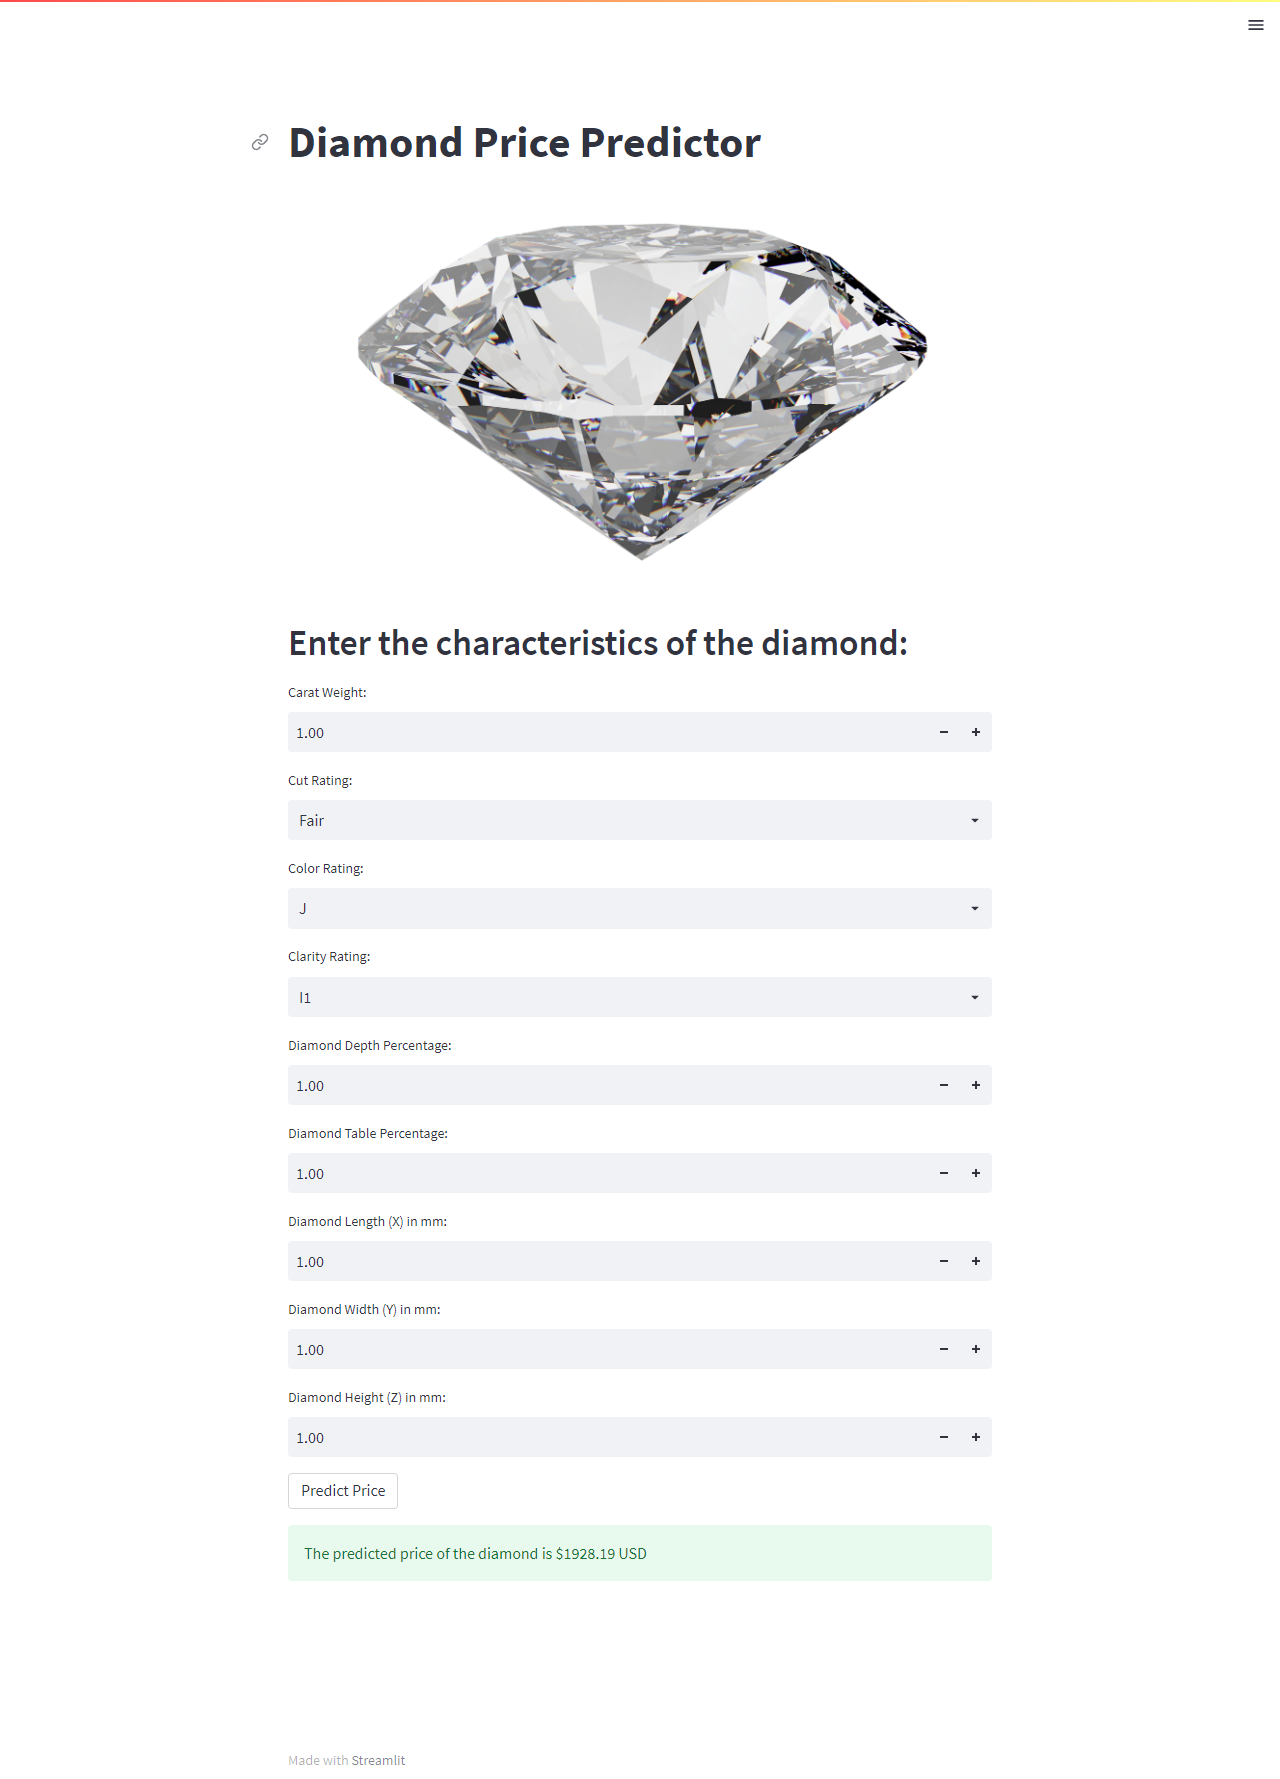 Diamond Price Predictor
Enter the characteristics of the diamond:
Carat Weight:
1.00
Cut Rating:
Fair
Color Rating:
J
Clarity Rating:
I1
Diamond Depth Percentage:
1.00
Diamond Table Percentage:
1.00
Diamond Length (X) in mm:
1.00
Diamond Width (Y) in mm:
1.00
Diamond Height (Z) in mm:
1.00
Predict Price
The predicted price of the diamond is $1928.19 USD
Made with Streamlit